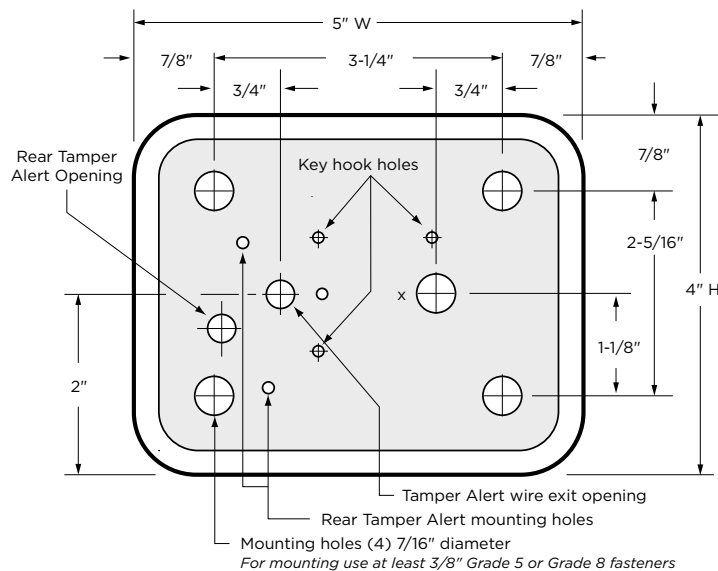 5" W
7/8" 3-1/4" 7/8"
3/4" 3/4"
Rear Tamper
Alert Opening
Key hook holes
7/8"
2-5/16"
4" H
x
1-1/8"
2"
Tamper Alert wire exit opening
Rear Tamper Alert mounting holes
Mounting holes (4) 7/16" diameter
For mounting use at least 3/8" Grade 5 or Grade 8 fasteners